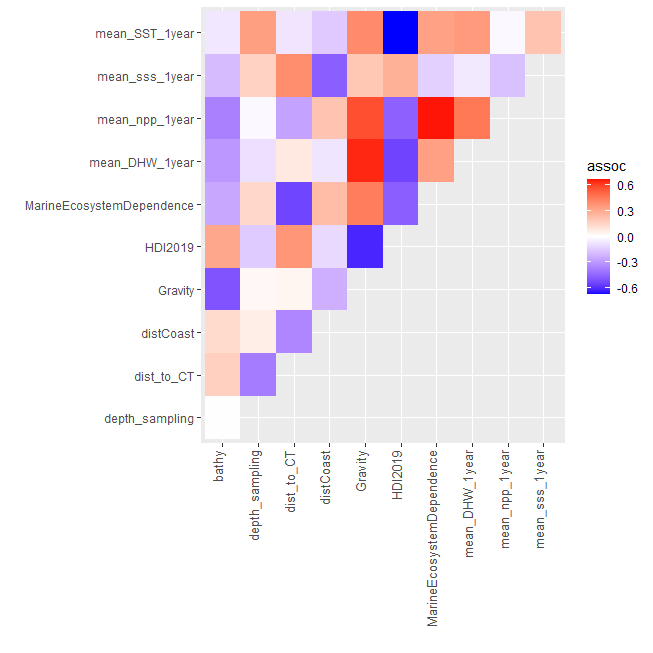 mean_SST_1year
mean_sss_1year
mean_npp_1year
mean_DHW_1year
MarineEcosystemDependence
HDI2019
Gravity
distCoast
dist_to_CT
depth_sampling
bathy
depth_sampling
dist_to_CT
distCoast
Gravity
HDI2019
MarineEcosystemDependence
mean_DHW_1year
mean_npp_1year
mean_sss_1year
assoc
0.6
0.3
0.0
-0.3
-0.6